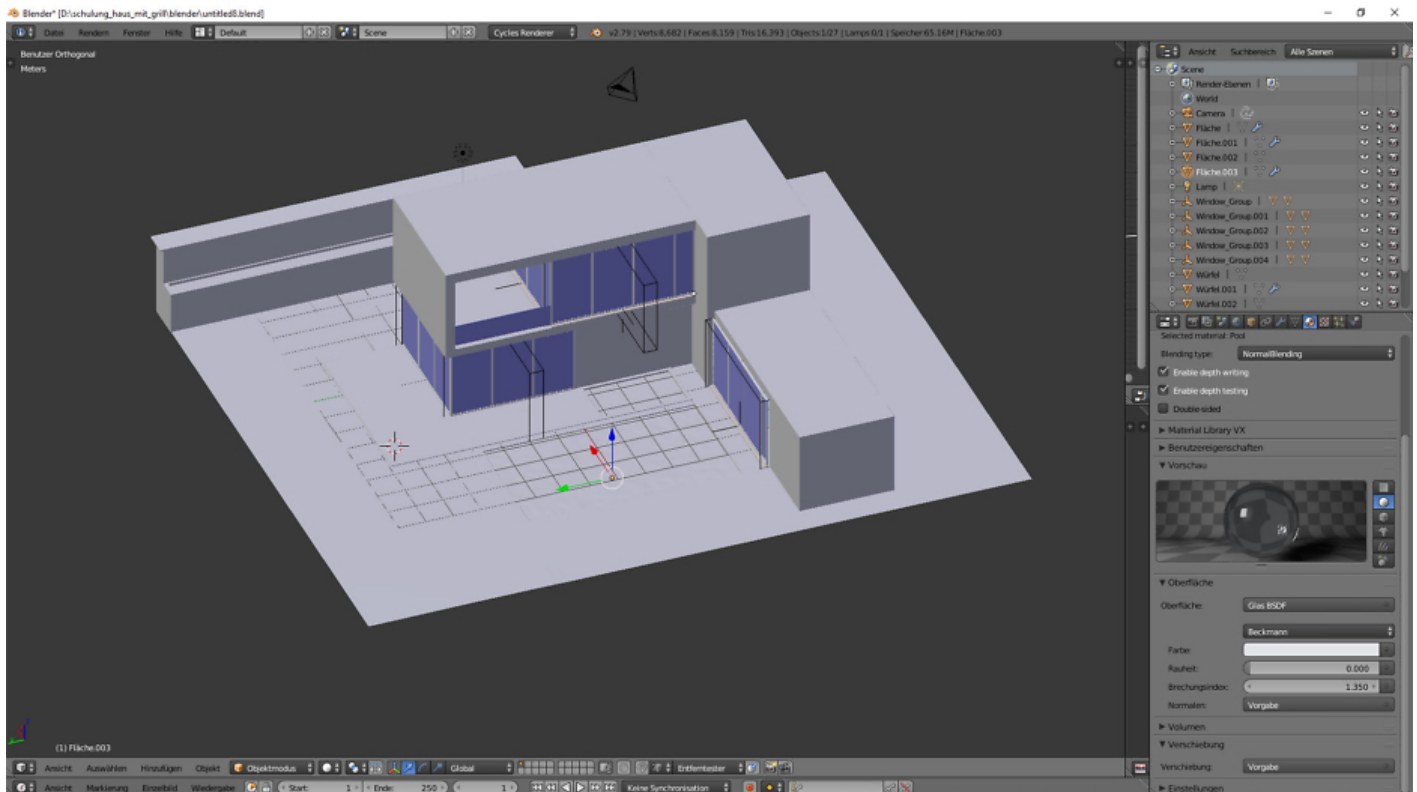 Blender* [D:\schulung_haus_mit_grill\blender\untitled8.blend]
Datei Rendern Fenster Hilfe Default Scene Cycles Renderer v2.79 | Verts:8,682 | Faces:8,159 | Tris:16,393 | Objects:1/27 | Lamps:0/1 | Speicher:65.16M | Fläche.003
Benutzer Orthogonal
Meters
(1) Fläche.003
Ansicht Auswählen Hinzufügen Objekt Objektmodus Global Entferntester
Ansicht Markierung Einzelbild Wiedergabe Start: 1 Ende: 250 1 Keine Synchronisation
Ansicht Suchbereich Alle Szenen
Scene
Render-Ebenen |
World
Camera |
Fläche |
Fläche.001 |
Fläche.002 |
Fläche.003 |
Lamp |
Window_Group |
Window_Group.001 |
Window_Group.002 |
Window_Group.003 |
Window_Group.004 |
Würfel |
Würfel.001 |
Würfel.002 |
Selected material: Pool
Blending type: NormalBlending
Enable depth writing
Enable depth testing
Double-sided
Material Library VX
Benutzereigenschaften
Vorschau
Oberfläche
Oberfläche: Glas BSDF
Beckmann
Farbe:
Rauheit: 0.000
Brechungsindex: 1.350
Normalen: Vorgabe
Volumen
Verschiebung
Verschiebung: Vorgabe
Einstellungen